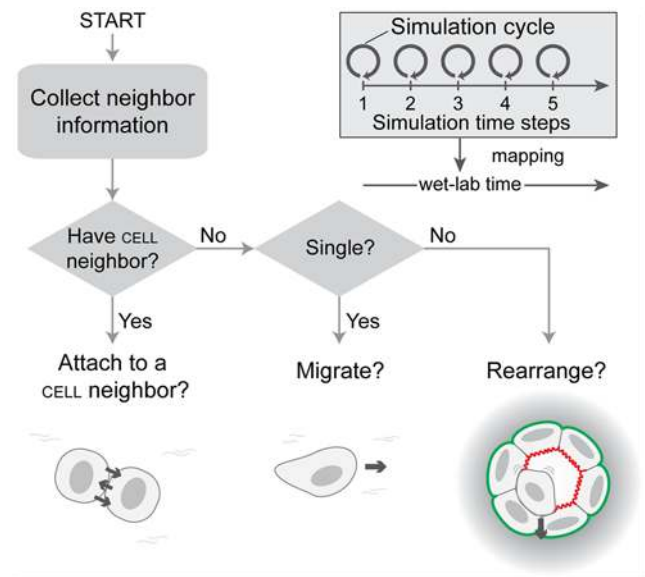 START
Collect neighbor
information
Simulation cycle
1 2 3 4 5
Simulation time steps
mapping
wet-lab time
Have CELL
neighbor?
No
Single?
No
Yes
Yes
Attach to a
CELL neighbor?
Migrate?
Rearrange?